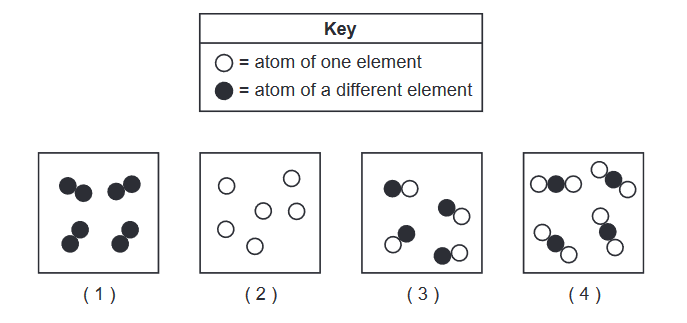 Key
= atom of one element
= atom of a different element
( 1 )
( 2 )
( 3 )
( 4 )